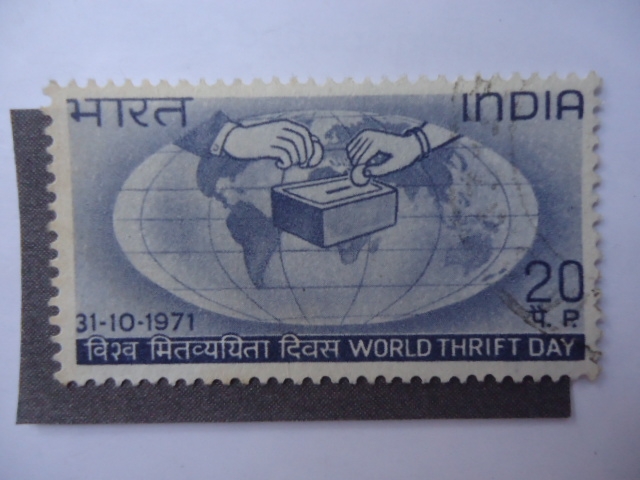 भारत INDIA
20
31-10-1971 पै. P.
विश्व मितव्ययिता दिवस WORLD THRIFT DAY